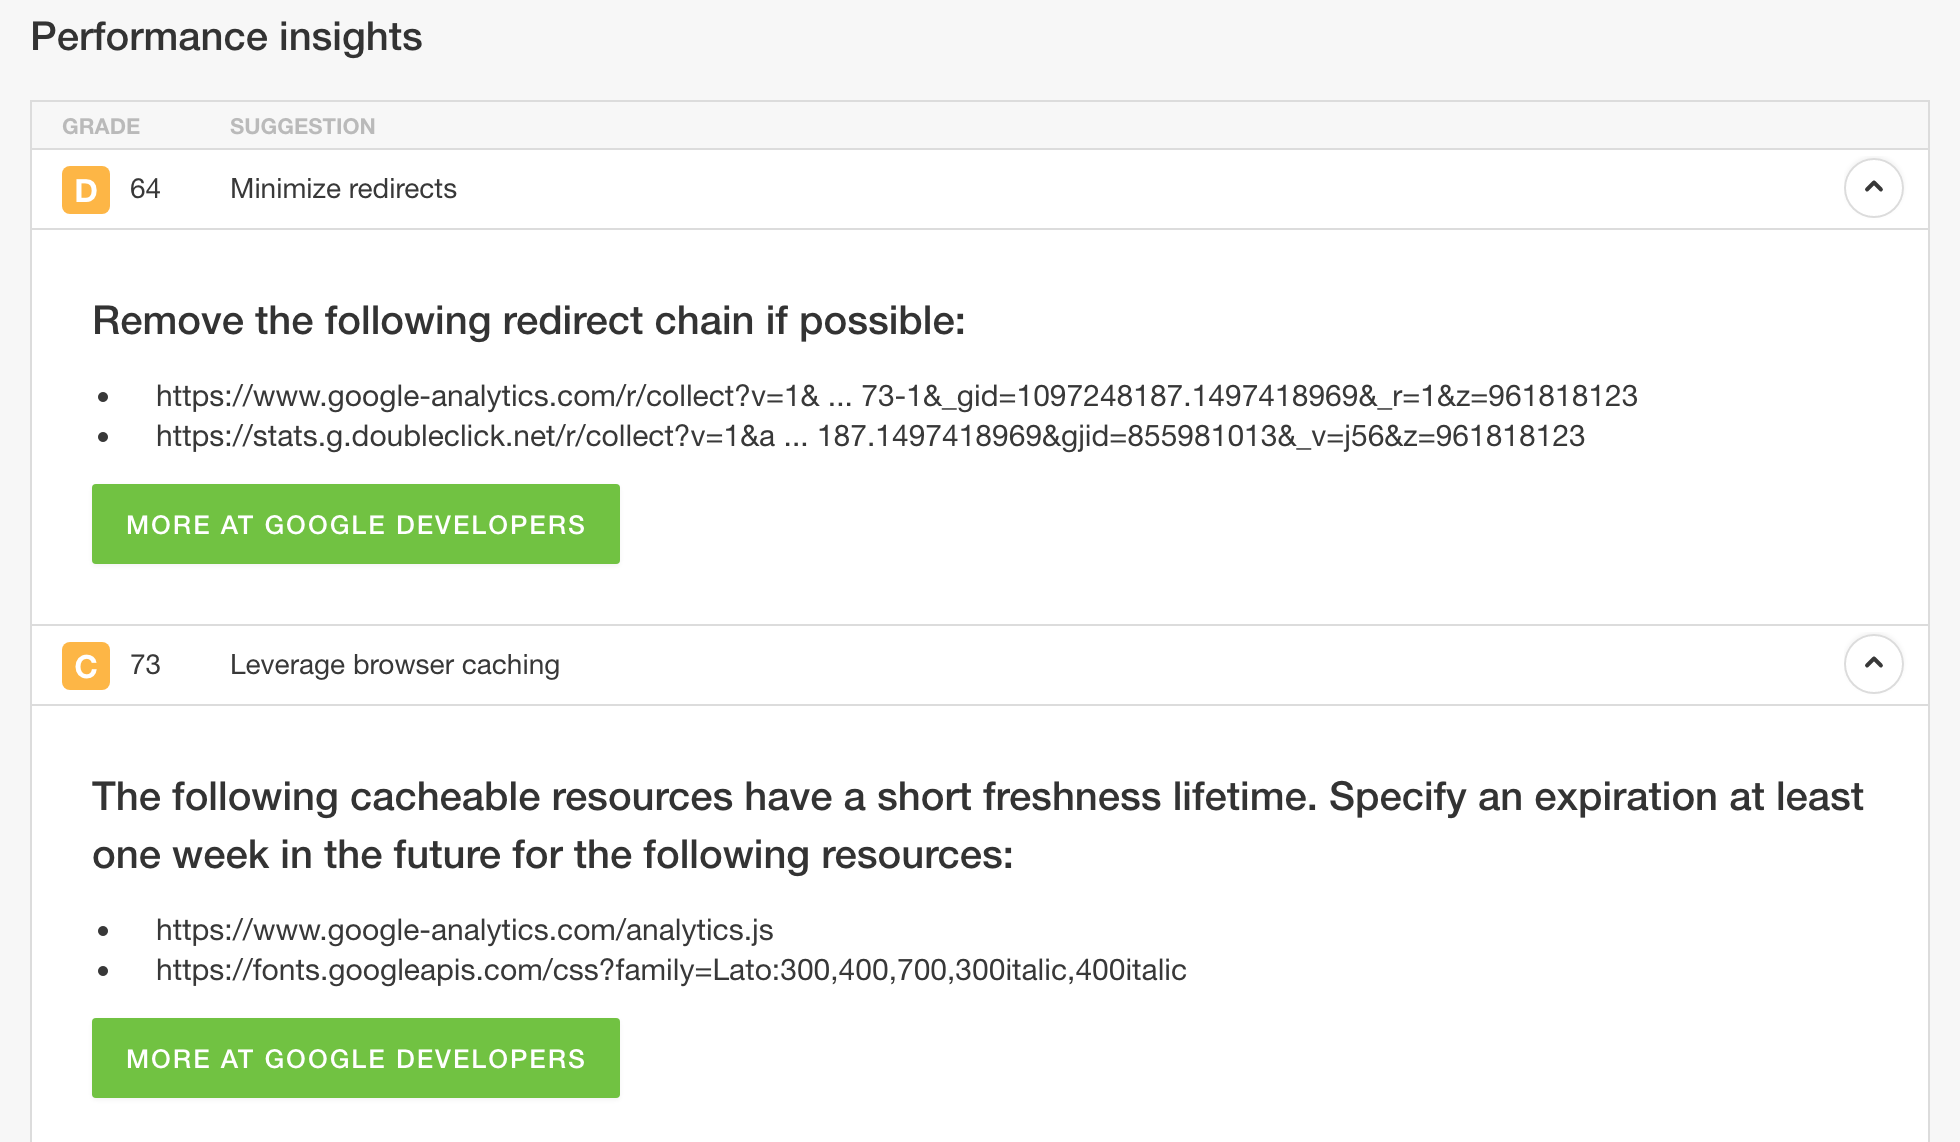 Performance insights
GRADE SUGGESTION
D 64 Minimize redirects
Remove the following redirect chain if possible:
• https://www.google-analytics.com/r/collect?v=1& ... 73-1&_gid=1097248187.1497418969&_r=1&z=961818123
• https://stats.g.doubleclick.net/r/collect?v=1&a ... 187.1497418969&gjid=855981013&_v=j56&z=961818123
MORE AT GOOGLE DEVELOPERS
C 73 Leverage browser caching
The following cacheable resources have a short freshness lifetime. Specify an expiration at least
one week in the future for the following resources:
• https://www.google-analytics.com/analytics.js
• https://fonts.googleapis.com/css?family=Lato:300,400,700,300italic,400italic
MORE AT GOOGLE DEVELOPERS